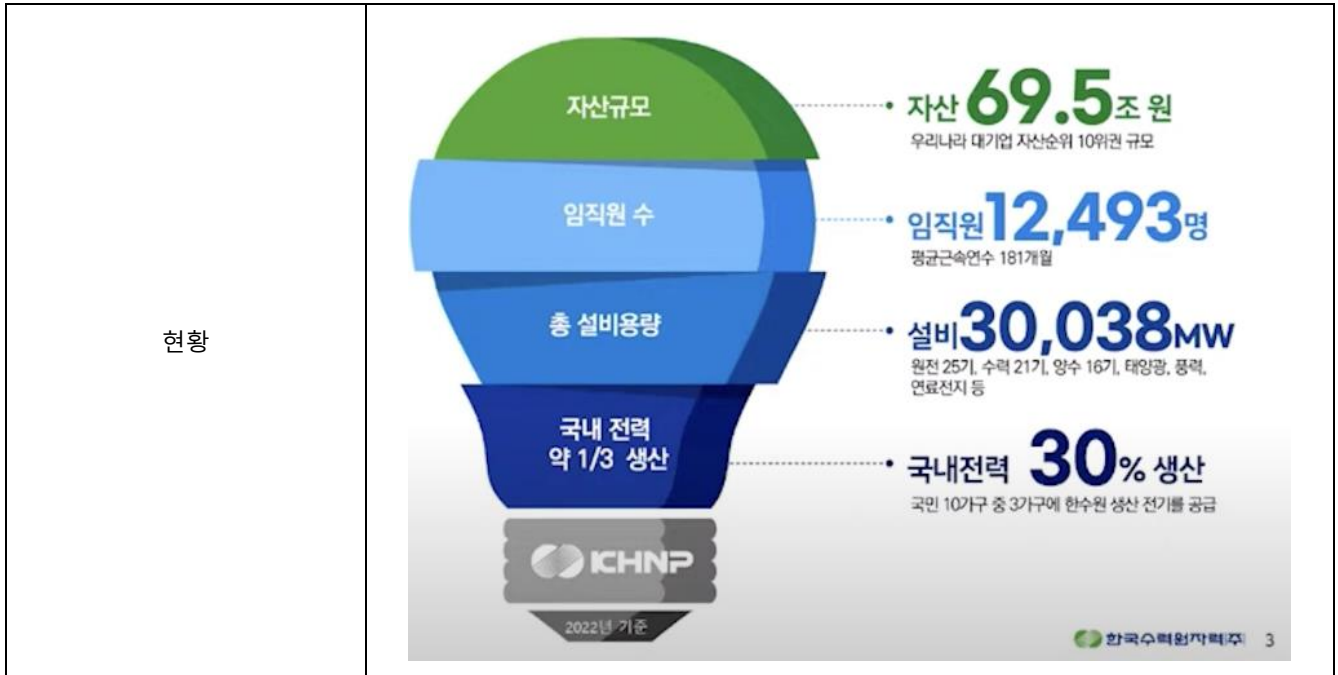 현황
자산규모
자산 69.5조 원
우리나라 대기업 자산순위 10위권 규모
임직원 수
임직원 12,493명
평균근속연수 181개월
총 설비용량
설비 30,038MW
원전 25기, 수력 21기, 양수 16기, 태양광, 풍력,
연료전지 등
국내 전력
약 1/3 생산
국내전력 30% 생산
국민 10가구 중 3가구에 한수원 생산 전기를 공급
KHNP
2022년 기준
한국수력원자력(주) 3